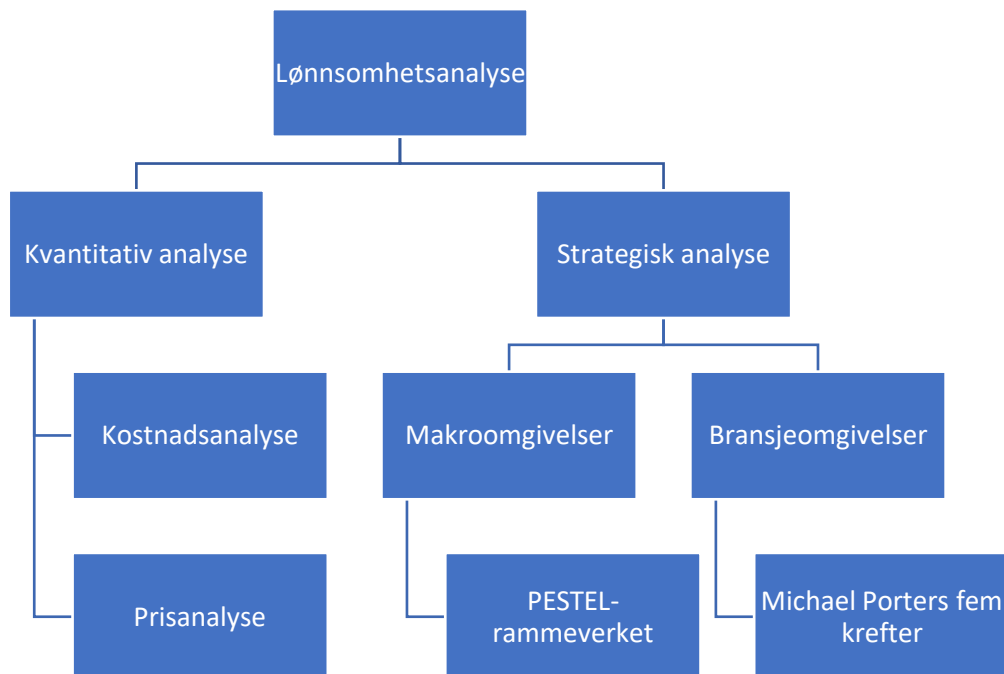 Lønnsomhetsanalyse
Kvantitativ analyse
Strategisk analyse
Kostnadsanalyse
Makroomgivelser
Bransjeomgivelser
Prisanalyse
PESTEL-
rammeverket
Michael Porters fem
krefter